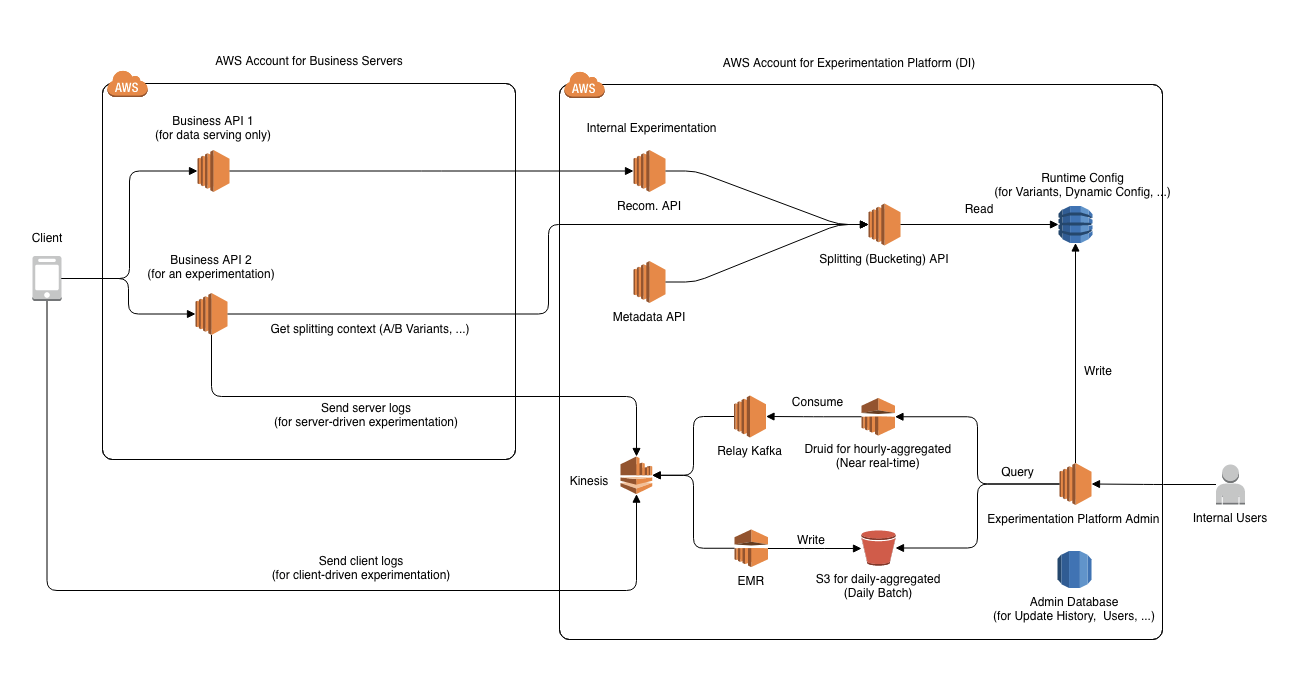 AWS Account for Business Servers
AWS Account for Experimentation Platform (DI)
AWS
AWS
Business API 1
(for data serving only)
Internal Experimentation
Recom. API
Runtime Config
(for Variants, Dynamic Config, ...)
Read
Client
Business API 2
(for an experimentation)
Splitting (Bucketing) API
Metadata API
Get splitting context (A/B Variants, ...)
Write
Send server logs
(for server-driven experimentation)
Consume
Relay Kafka
Druid for hourly-aggregated
(Near real-time)
Kinesis
Query
Experimentation Platform Admin
Internal Users
Send client logs
(for client-driven experimentation)
Write
EMR
S3 for daily-aggregated
(Daily Batch)
Admin Database
(for Update History,  Users, ...)